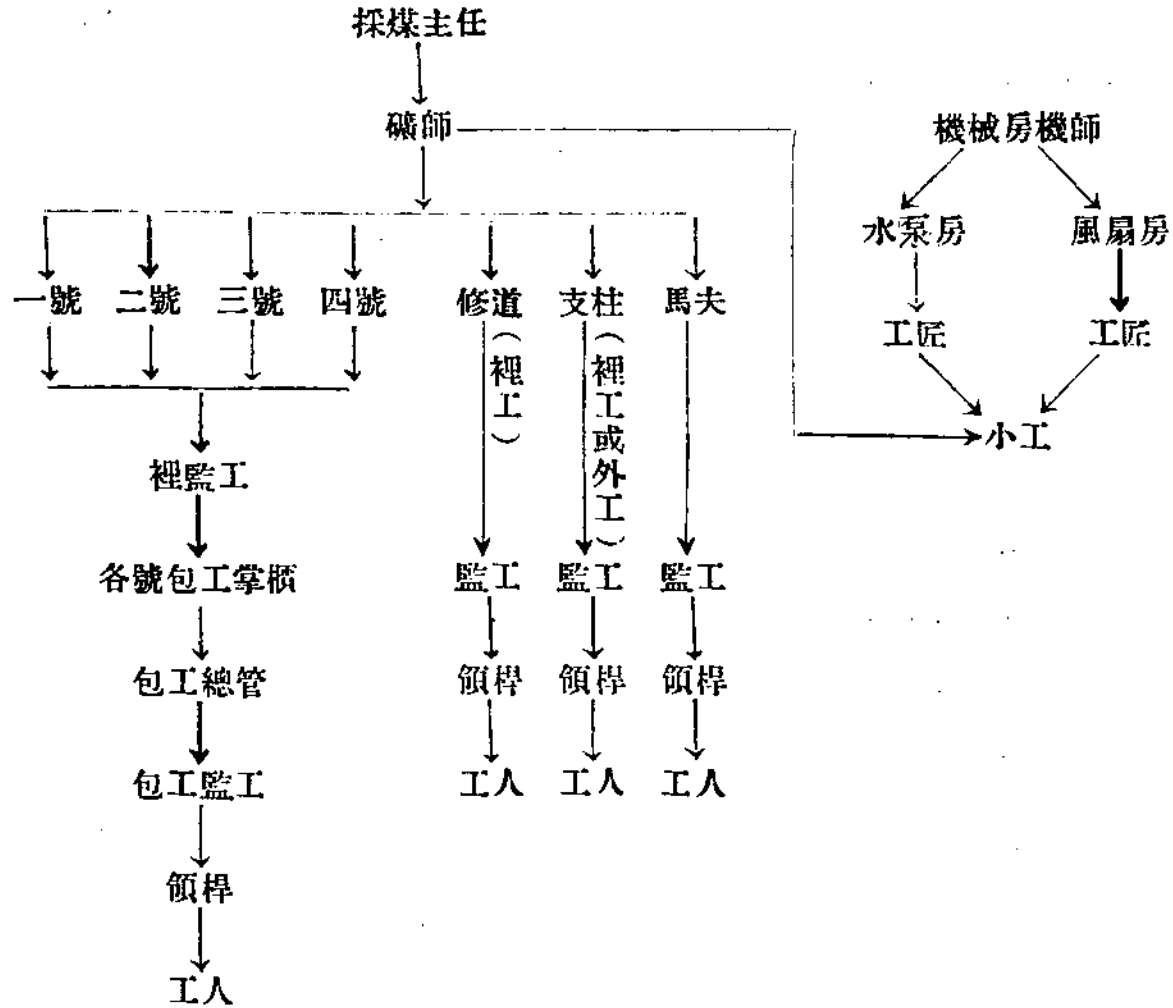 採煤主任
礦師
機械房機師
水泵房 風扇房
一號 二號 三號 四號 修道(裡工) 支柱(裡工或外工) 馬夫
工匠 工匠
小工
裡監工
各號包工掌櫃 監工 監工 監工
包工總管 領桿 領桿 領桿
包工監工 工人 工人 工人
領桿
工人